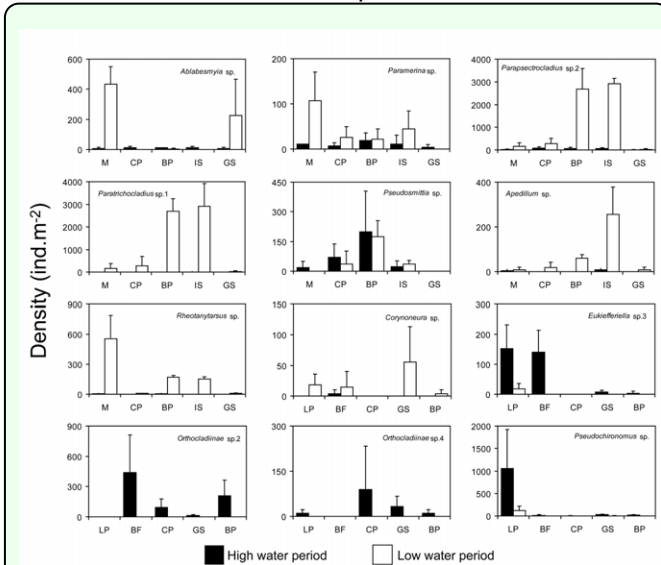 Density (ind.m-2)
Ablabesmyia sp.
600
400
200
0
M CP BP IS GS
Paramerina sp.
200
100
0
M CP BP IS GS
Parapsectrocladius sp.2
4000
3000
2000
1000
0
M CP BP IS GS
Paratrichocladius sp.1
4000
3000
2000
1000
0
M CP BP IS GS
Pseudosmittia sp.
450
300
150
0
M CP BP IS GS
Apedilum sp.
400
200
0
M CP BP IS GS
Rheotanytarsus sp.
900
600
300
0
M CP BP IS GS
Corynoneura sp.
150
100
50
0
LP BF CP GS BP
Eukiefferiella sp.3
300
200
100
0
LP BF CP GS BP
Orthocladiinae sp.2
900
600
300
0
LP BF CP GS BP
Orthocladiinae sp.4
300
150
0
LP BF CP GS BP
Pseudochironomus sp.
2000
1500
1000
500
0
LP BF CP GS BP
High water period Low water period